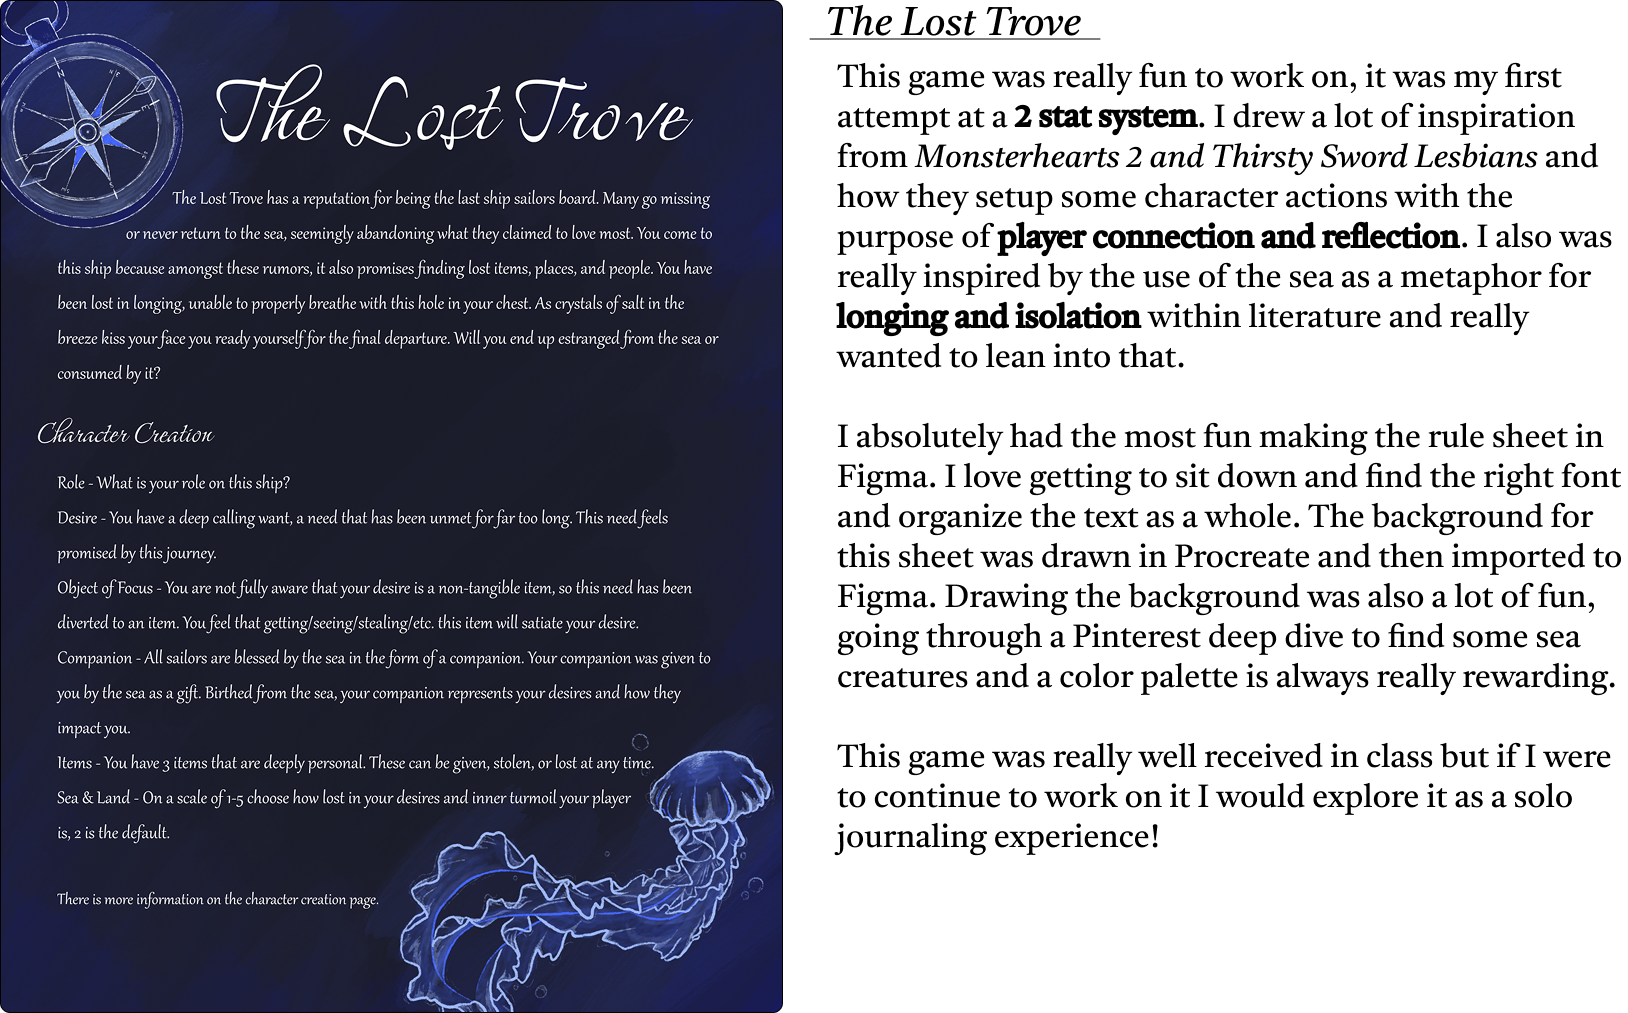 The Lost Trove
The Lost Trove has a reputation for being the last ship sailors board. Many go missing
or never return to the sea, seemingly abandoning what they claimed to love most. You come to
this ship because amongst these rumors, it also promises finding lost items, places, and people. You have
been lost in longing, unable to properly breathe with this hole in your chest. As crystals of salt in the
breeze kiss your face you ready yourself for the final departure. Will you end up estranged from the sea or
consumed by it?
Character Creation
Role - What is your role on this ship?
Desire - You have a deep calling want, a need that has been unmet for far too long. This need feels
promised by this journey.
Object of Focus - You are not fully aware that your desire is a non-tangible item, so this need has been
diverted to an item. You feel that getting/seeing/stealing/etc. this item will satiate your desire.
Companion - All sailors are blessed by the sea in the form of a companion. Your companion was given to
you by the sea as a gift. Birthed from the sea, your companion represents your desires and how they
impact you.
Items - You have 3 items that are deeply personal. These can be given, stolen, or lost at any time.
Sea & Land - On a scale of 1-5 choose how lost in your desires and inner turmoil your player
is, 2 is the default.
There is more information on the character creation page.
The Lost Trove
This game was really fun to work on, it was my first
attempt at a 2 stat system. I drew a lot of inspiration
from Monsterhearts 2 and Thirsty Sword Lesbians and
how they setup some character actions with the
purpose of player connection and reflection. I also was
really inspired by the use of the sea as a metaphor for
longing and isolation within literature and really
wanted to lean into that.
I absolutely had the most fun making the rule sheet in
Figma. I love getting to sit down and find the right font
and organize the text as a whole. The background for
this sheet was drawn in Procreate and then imported to
Figma. Drawing the background was also a lot of fun,
going through a Pinterest deep dive to find some sea
creatures and a color palette is always really rewarding.
This game was really well received in class but if I were
to continue to work on it I would explore it as a solo
journaling experience!